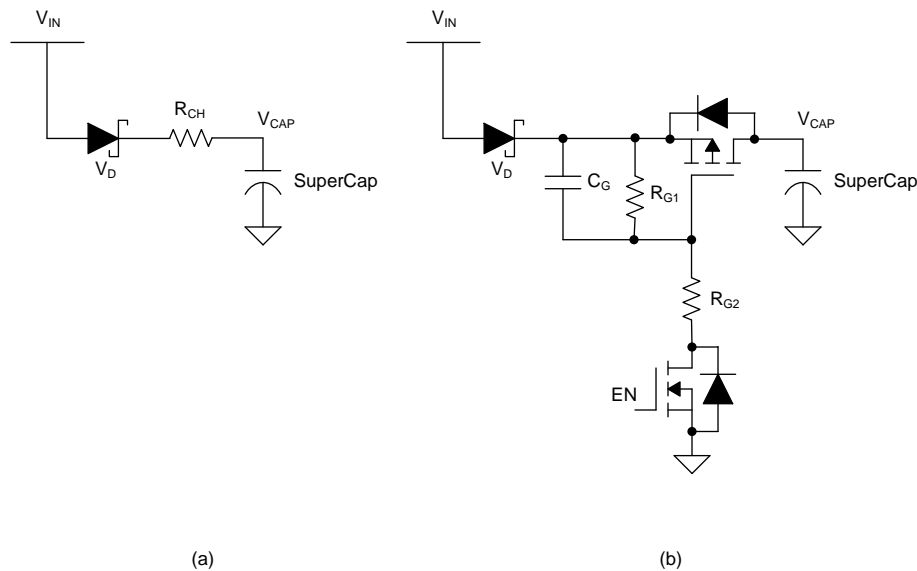 V_IN
R_CH
V_CAP
V_D
SuperCap
(a)
V_IN
V_CAP
V_D
C_G
R_G1
SuperCap
R_G2
EN
(b)